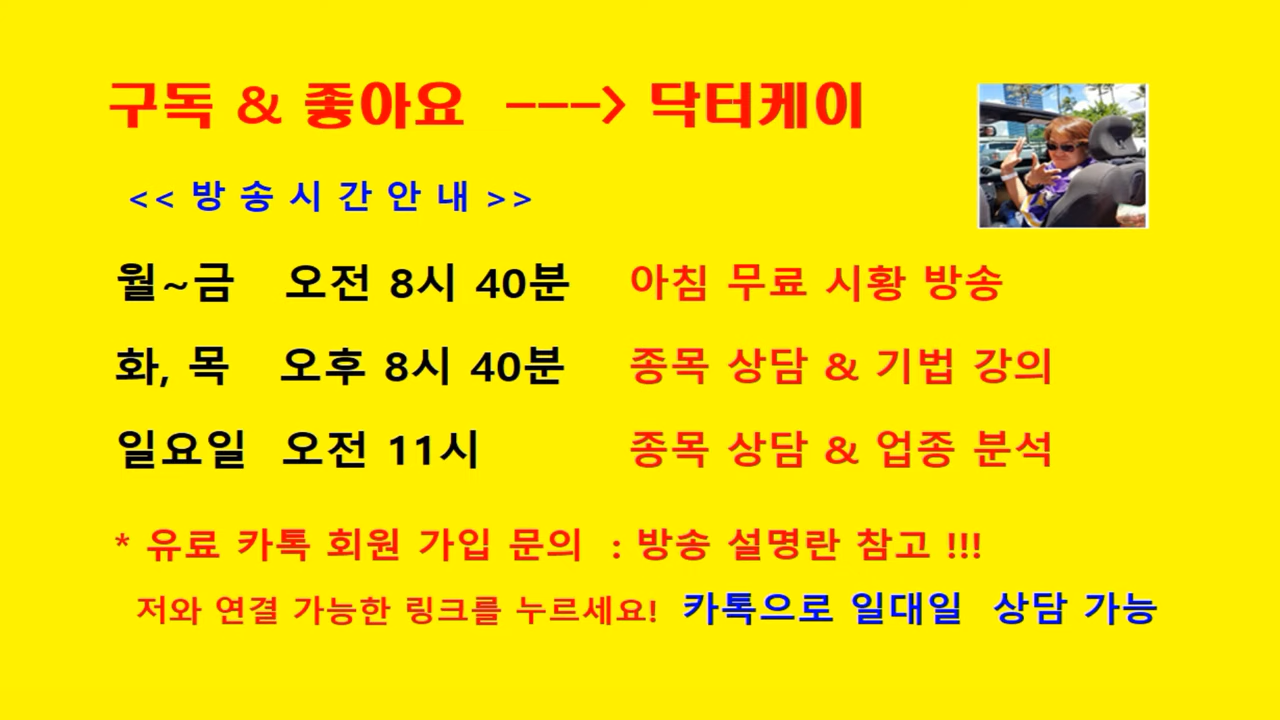 구독 & 좋아요 ---> 닥터케이
<< 방 송 시 간 안 내 >>
월~금 오전 8시 40분 아침 무료 시황 방송
화, 목 오후 8시 40분 종목 상담 & 기법 강의
일요일 오전 11시 종목 상담 & 업종 분석
* 유료 카톡 회원 가입 문의 : 방송 설명란 참고 !!!
저와 연결 가능한 링크를 누르세요! 카톡으로 일대일 상담 가능